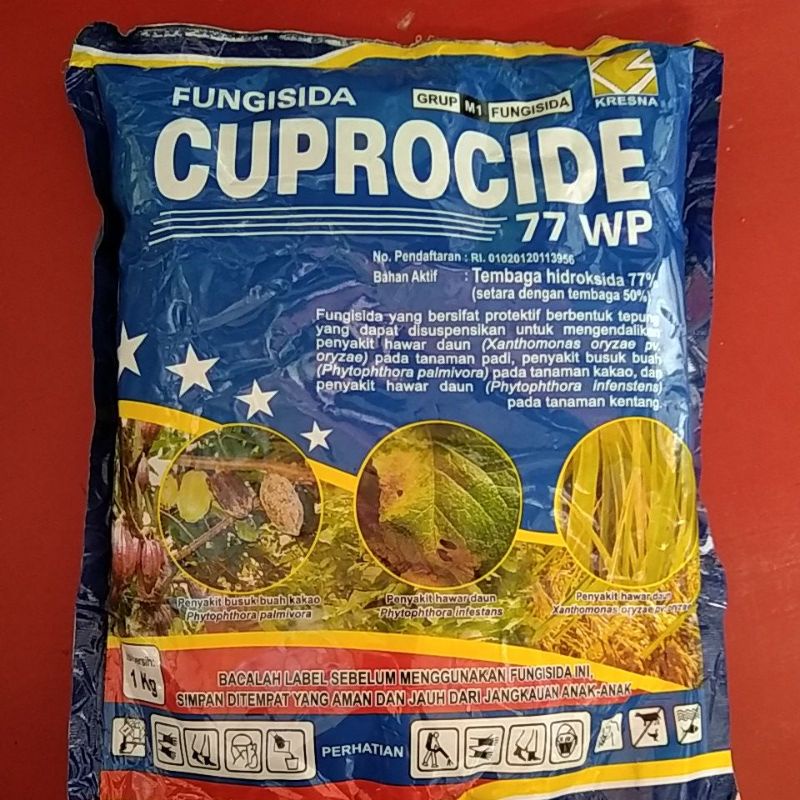 FUNGISIDA
GRUP M1 FUNGISIDA
KRESNA
CUPROCIDE
77 WP
No. Pendaftaran : RI. 01020120113956
Bahan Aktif : Tembaga hidroksida 77%
(setara dengan tembaga 50%)
Fungisida yang bersifat protektif berbentuk tepung
yang dapat disuspensikan untuk mengendalikan
penyakit hawar daun (Xanthomonas oryzae pv.
oryzae) pada tanaman padi, penyakit busuk buah
(Phytophthora palmivora) pada tanaman kakao, dan
penyakit hawar daun (Phytophthora infenstens)
pada tanaman kentang.
Penyakit busuk buah kakao
Phytophthora palmivora
Penyakit hawar daun
Phytophthora infestans
Penyakit hawar daun
Xanthomonas oryzae pv. oryzae
1 Kg
BACALAH LABEL SEBELUM MENGGUNAKAN FUNGISIDA INI,
SIMPAN DITEMPAT YANG AMAN DAN JAUH DARI JANGKAUAN ANAK-ANAK
PERHATIAN